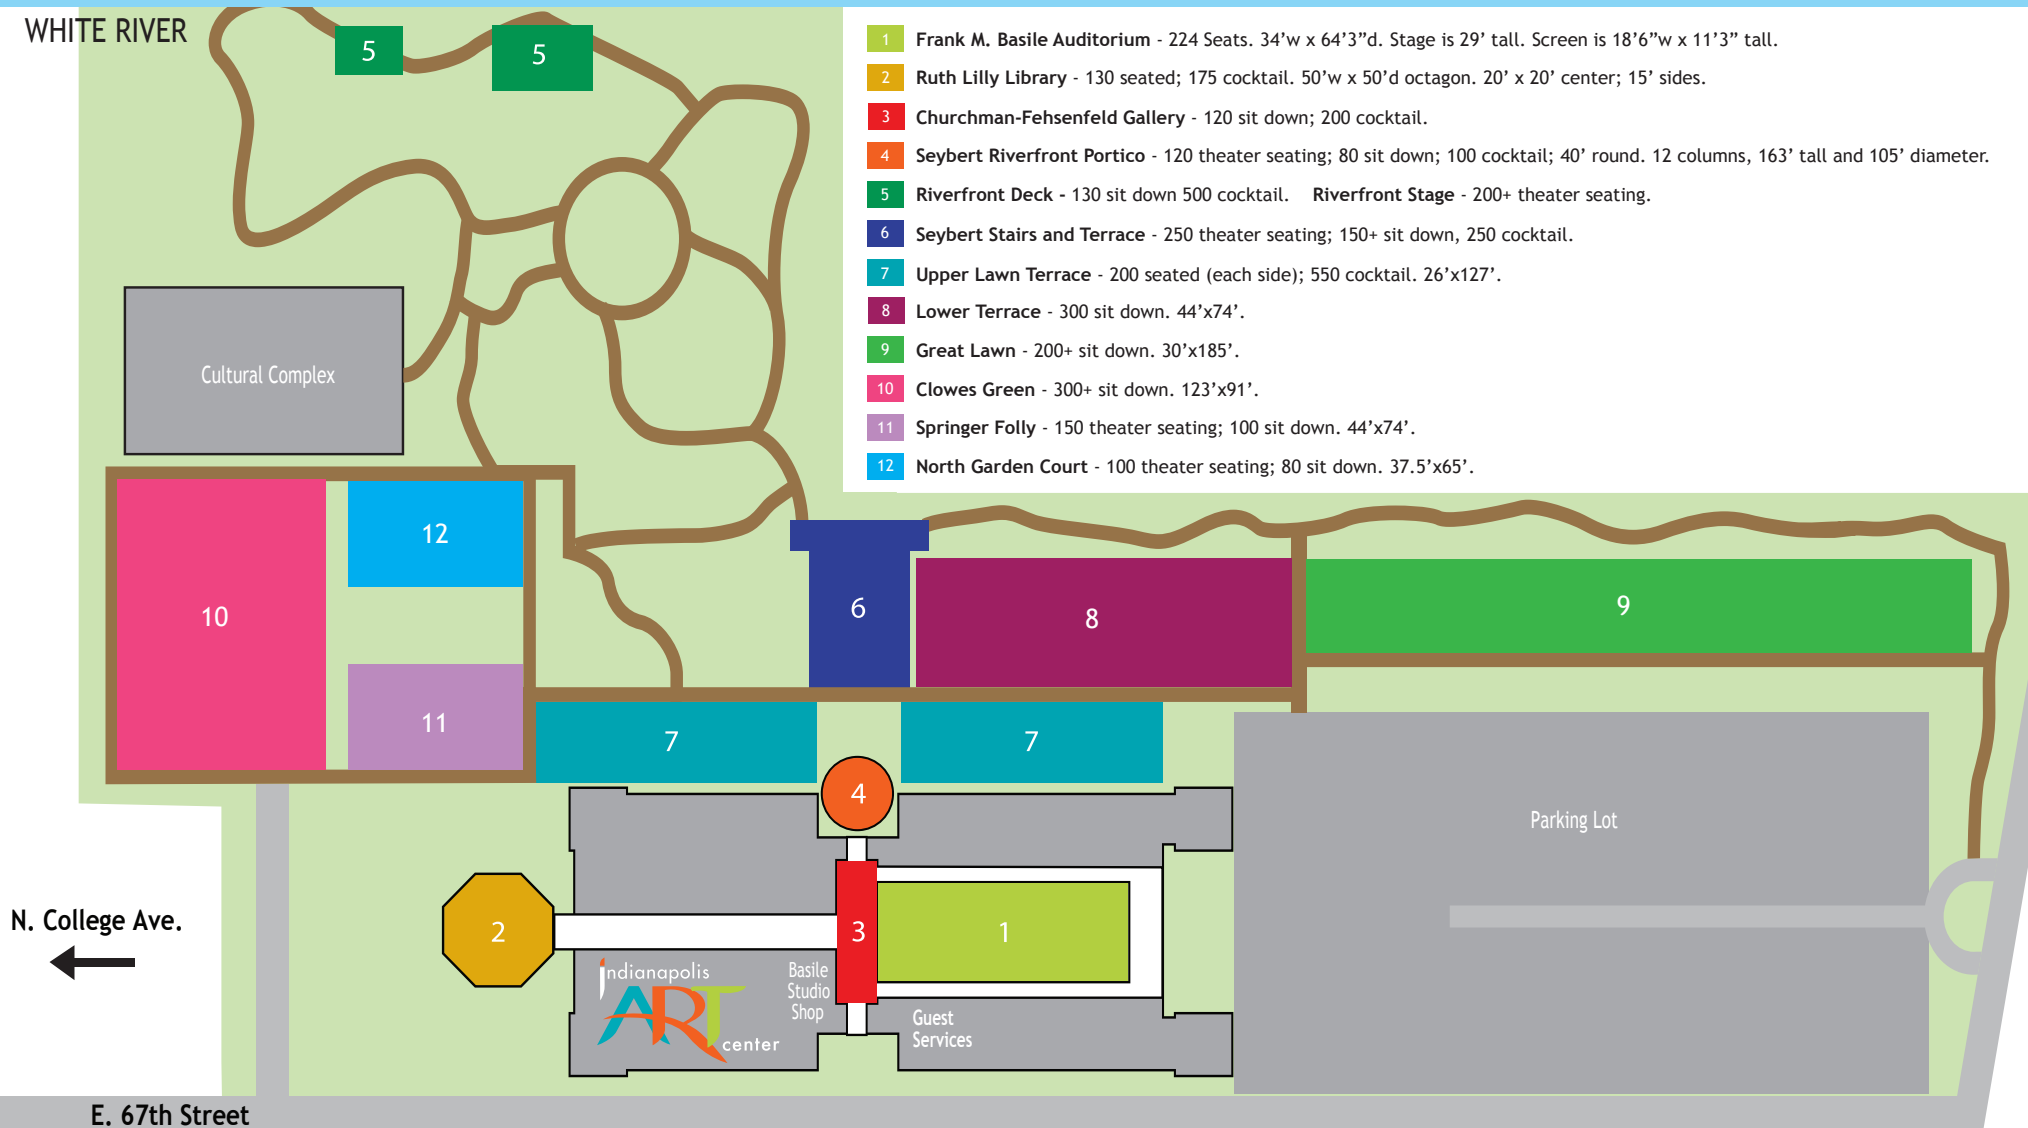 WHITE RIVER
5
5
1 Frank M. Basile Auditorium - 224 Seats. 34’w x 64’3”d. Stage is 29’ tall. Screen is 18’6”w x 11’3” tall.
2 Ruth Lilly Library - 130 seated; 175 cocktail. 50’w x 50’d octagon. 20’ x 20’ center; 15’ sides.
3 Churchman-Fehsenfeld Gallery - 120 sit down; 200 cocktail.
4 Seybert Riverfront Portico - 120 theater seating; 80 sit down; 100 cocktail; 40’ round. 12 columns, 163’ tall and 105’ diameter.
5 Riverfront Deck - 130 sit down 500 cocktail. Riverfront Stage - 200+ theater seating.
6 Seybert Stairs and Terrace - 250 theater seating; 150+ sit down, 250 cocktail.
7 Upper Lawn Terrace - 200 seated (each side); 550 cocktail. 26’x127’.
8 Lower Terrace - 300 sit down. 44’x74’.
9 Great Lawn - 200+ sit down. 30’x185’.
10 Clowes Green - 300+ sit down. 123’x91’.
11 Springer Folly - 150 theater seating; 100 sit down. 44’x74’.
12 North Garden Court - 100 theater seating; 80 sit down. 37.5’x65’.
Cultural Complex
12
10
6
8
9
11
7
7
4
Parking Lot
N. College Ave.
2
3
1
indianapolis
ART
center
Basile
Studio
Shop
Guest
Services
E. 67th Street